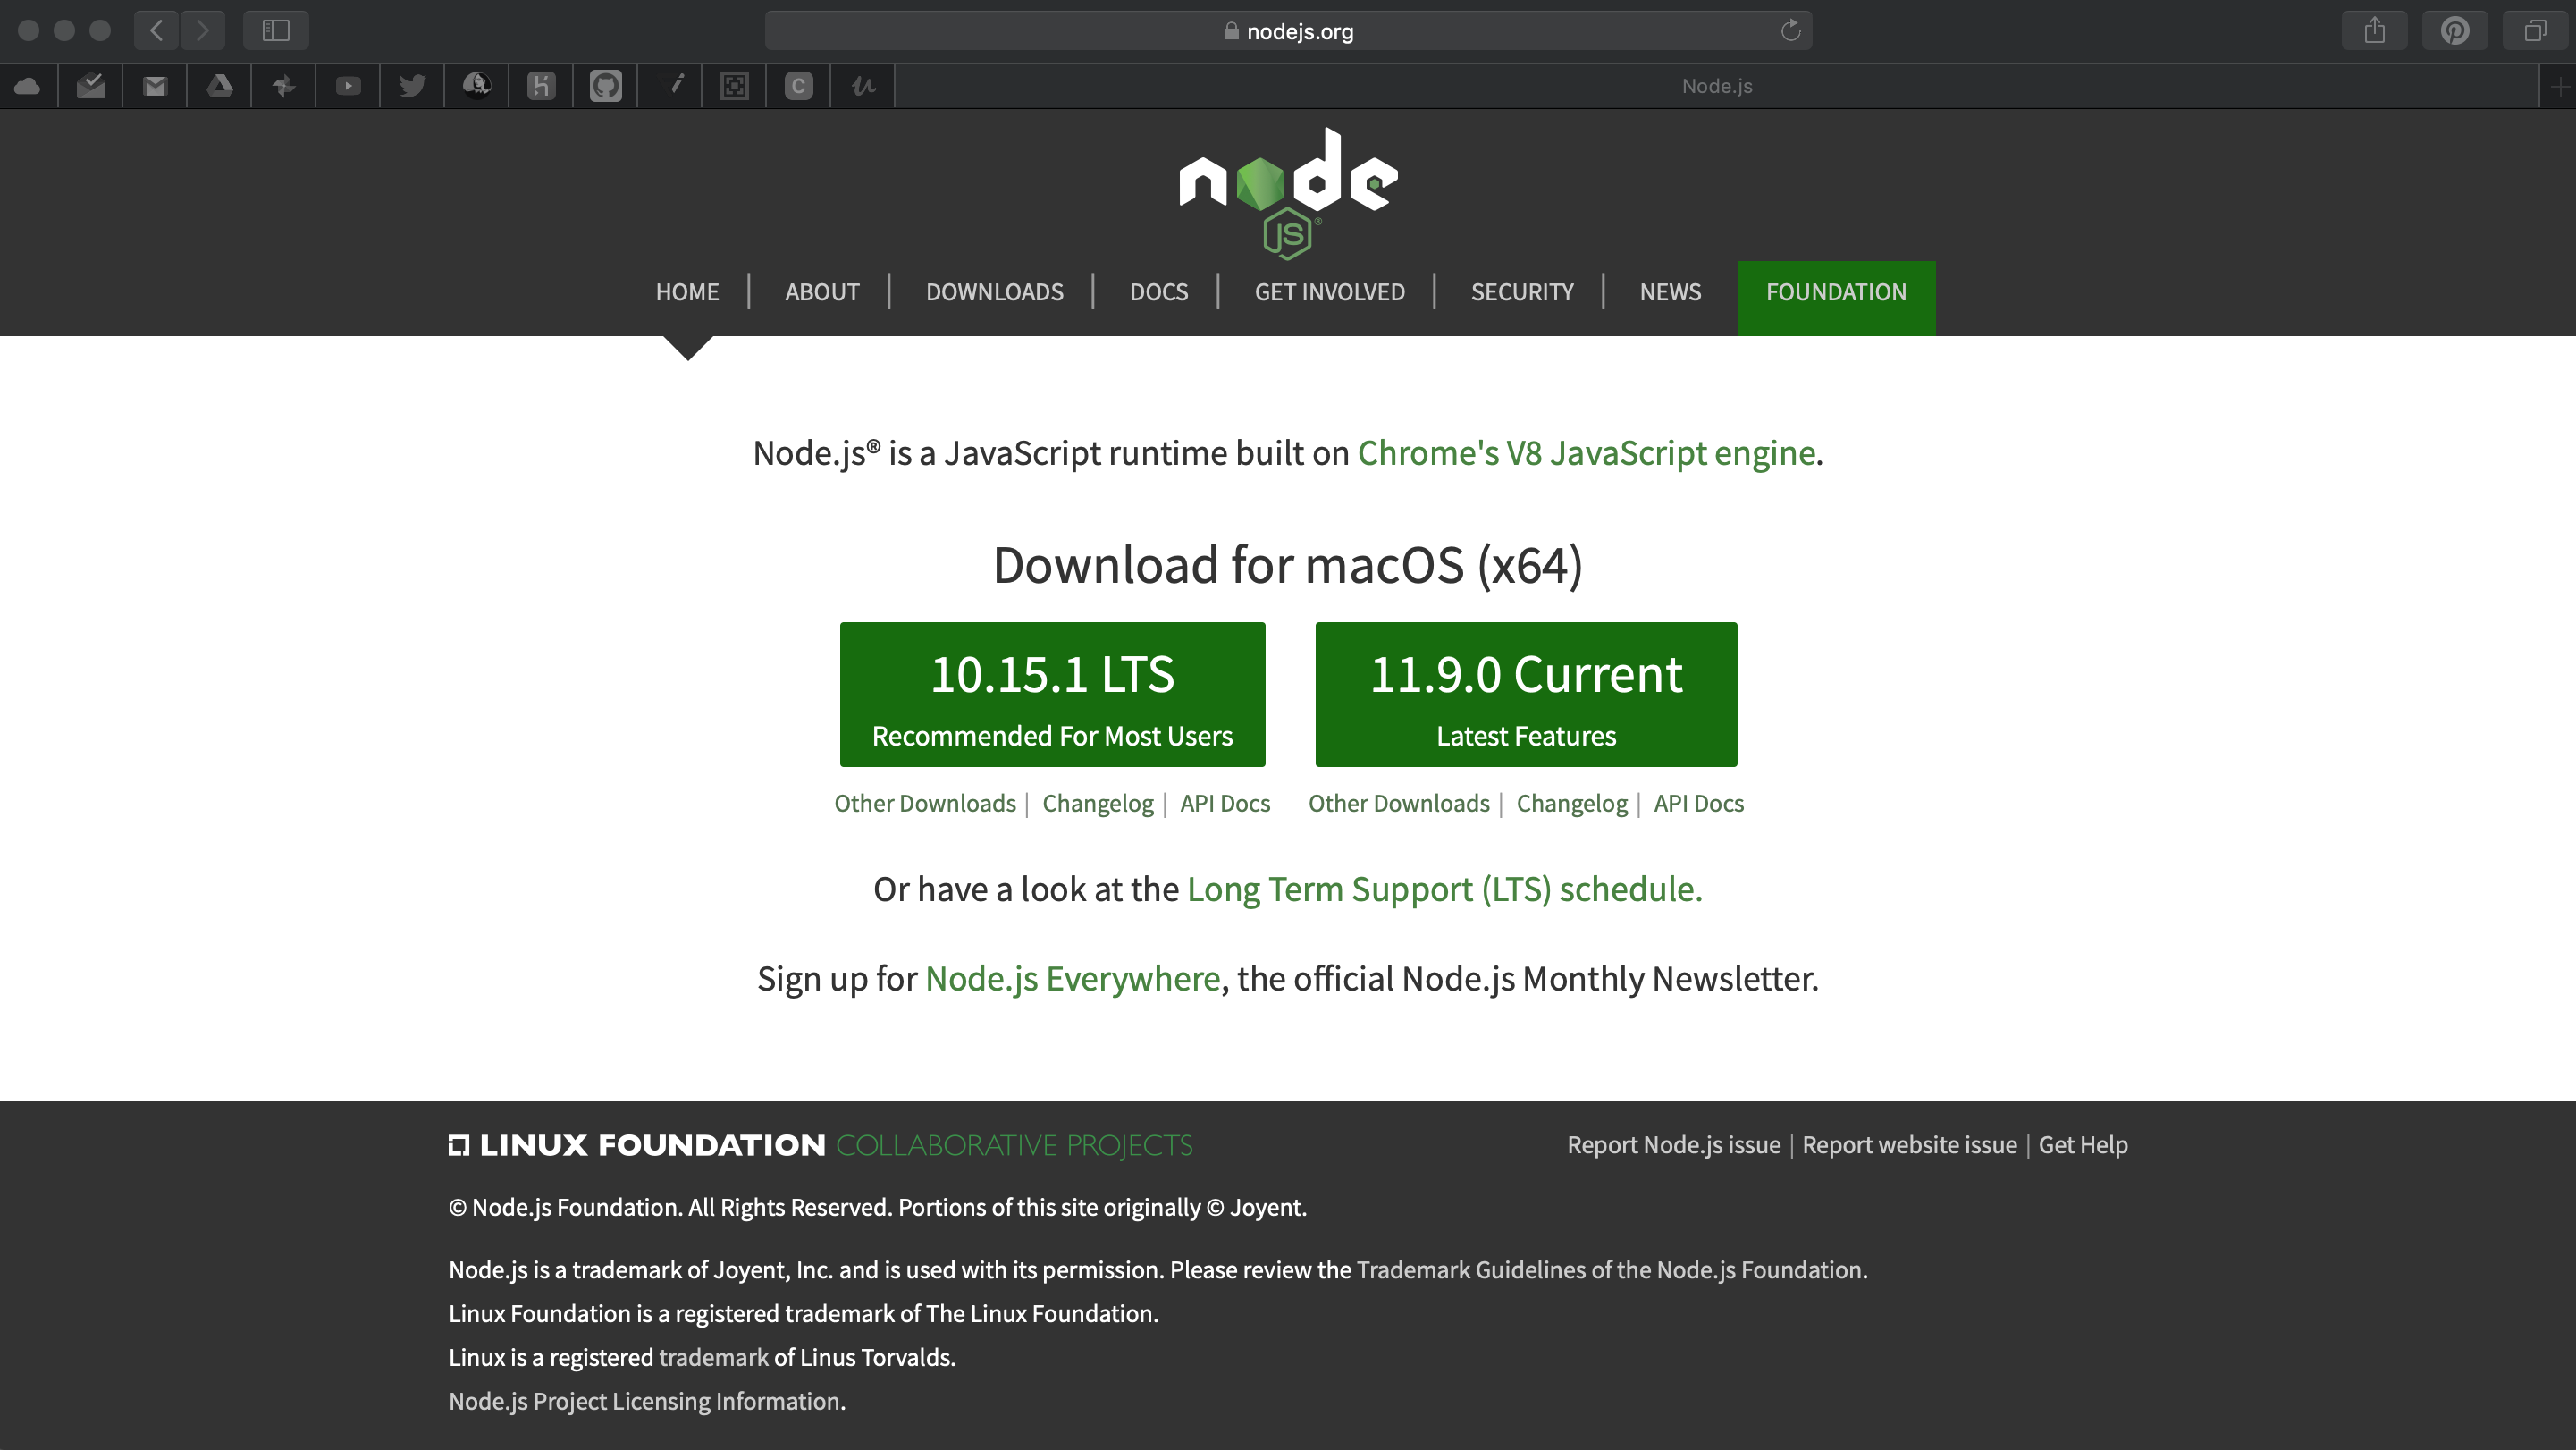 nodejs.org
C
Node.js
node
JS®
HOME | ABOUT | DOWNLOADS | DOCS | GET INVOLVED | SECURITY | NEWS FOUNDATION
Node.js® is a JavaScript runtime built on Chrome's V8 JavaScript engine.
Download for macOS (x64)
10.15.1 LTS
Recommended For Most Users
11.9.0 Current
Latest Features
Other Downloads | Changelog | API Docs
Other Downloads | Changelog | API Docs
Or have a look at the Long Term Support (LTS) schedule.
Sign up for Node.js Everywhere, the official Node.js Monthly Newsletter.
LINUX FOUNDATION COLLABORATIVE PROJECTS
Report Node.js issue | Report website issue | Get Help
© Node.js Foundation. All Rights Reserved. Portions of this site originally © Joyent.
Node.js is a trademark of Joyent, Inc. and is used with its permission. Please review the Trademark Guidelines of the Node.js Foundation.
Linux Foundation is a registered trademark of The Linux Foundation.
Linux is a registered trademark of Linus Torvalds.
Node.js Project Licensing Information.